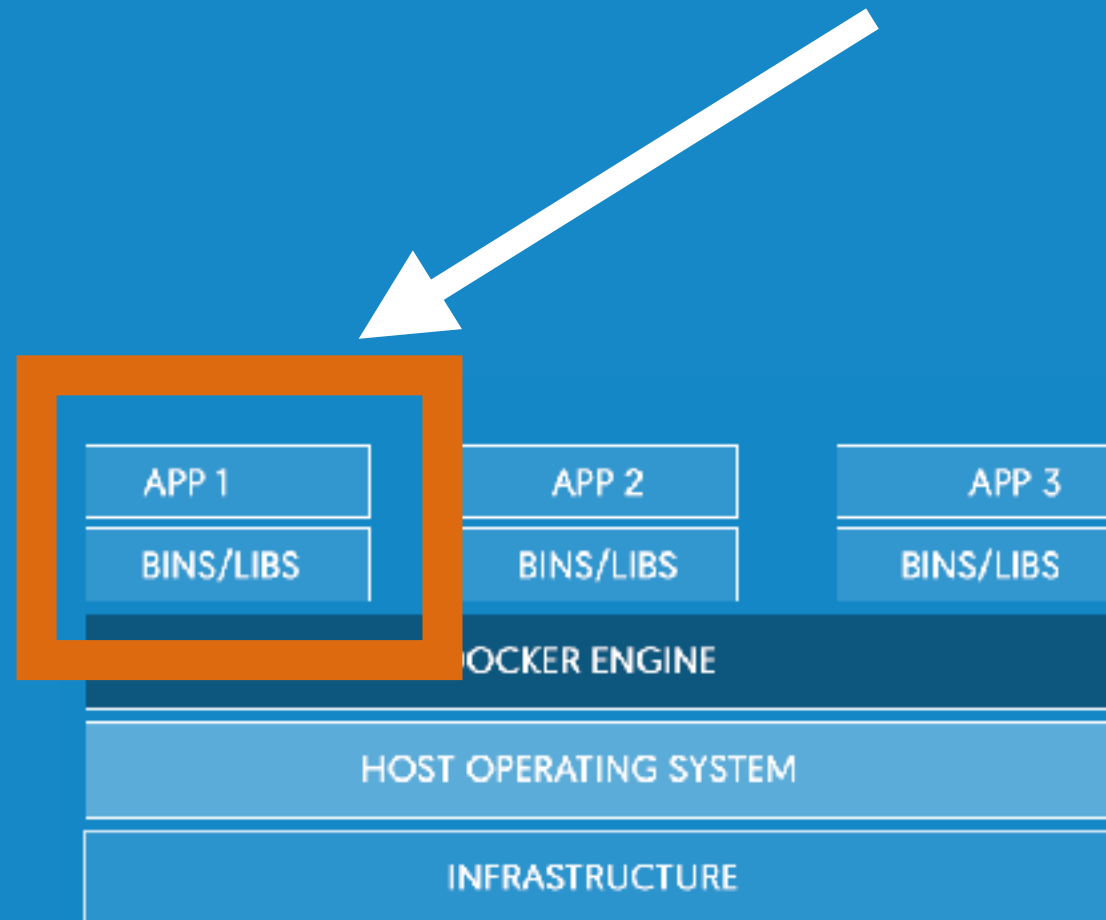 APP 1 APP 2 APP 3
BINS/LIBS BINS/LIBS BINS/LIBS
OCKER ENGINE
HOST OPERATING SYSTEM
INFRASTRUCTURE